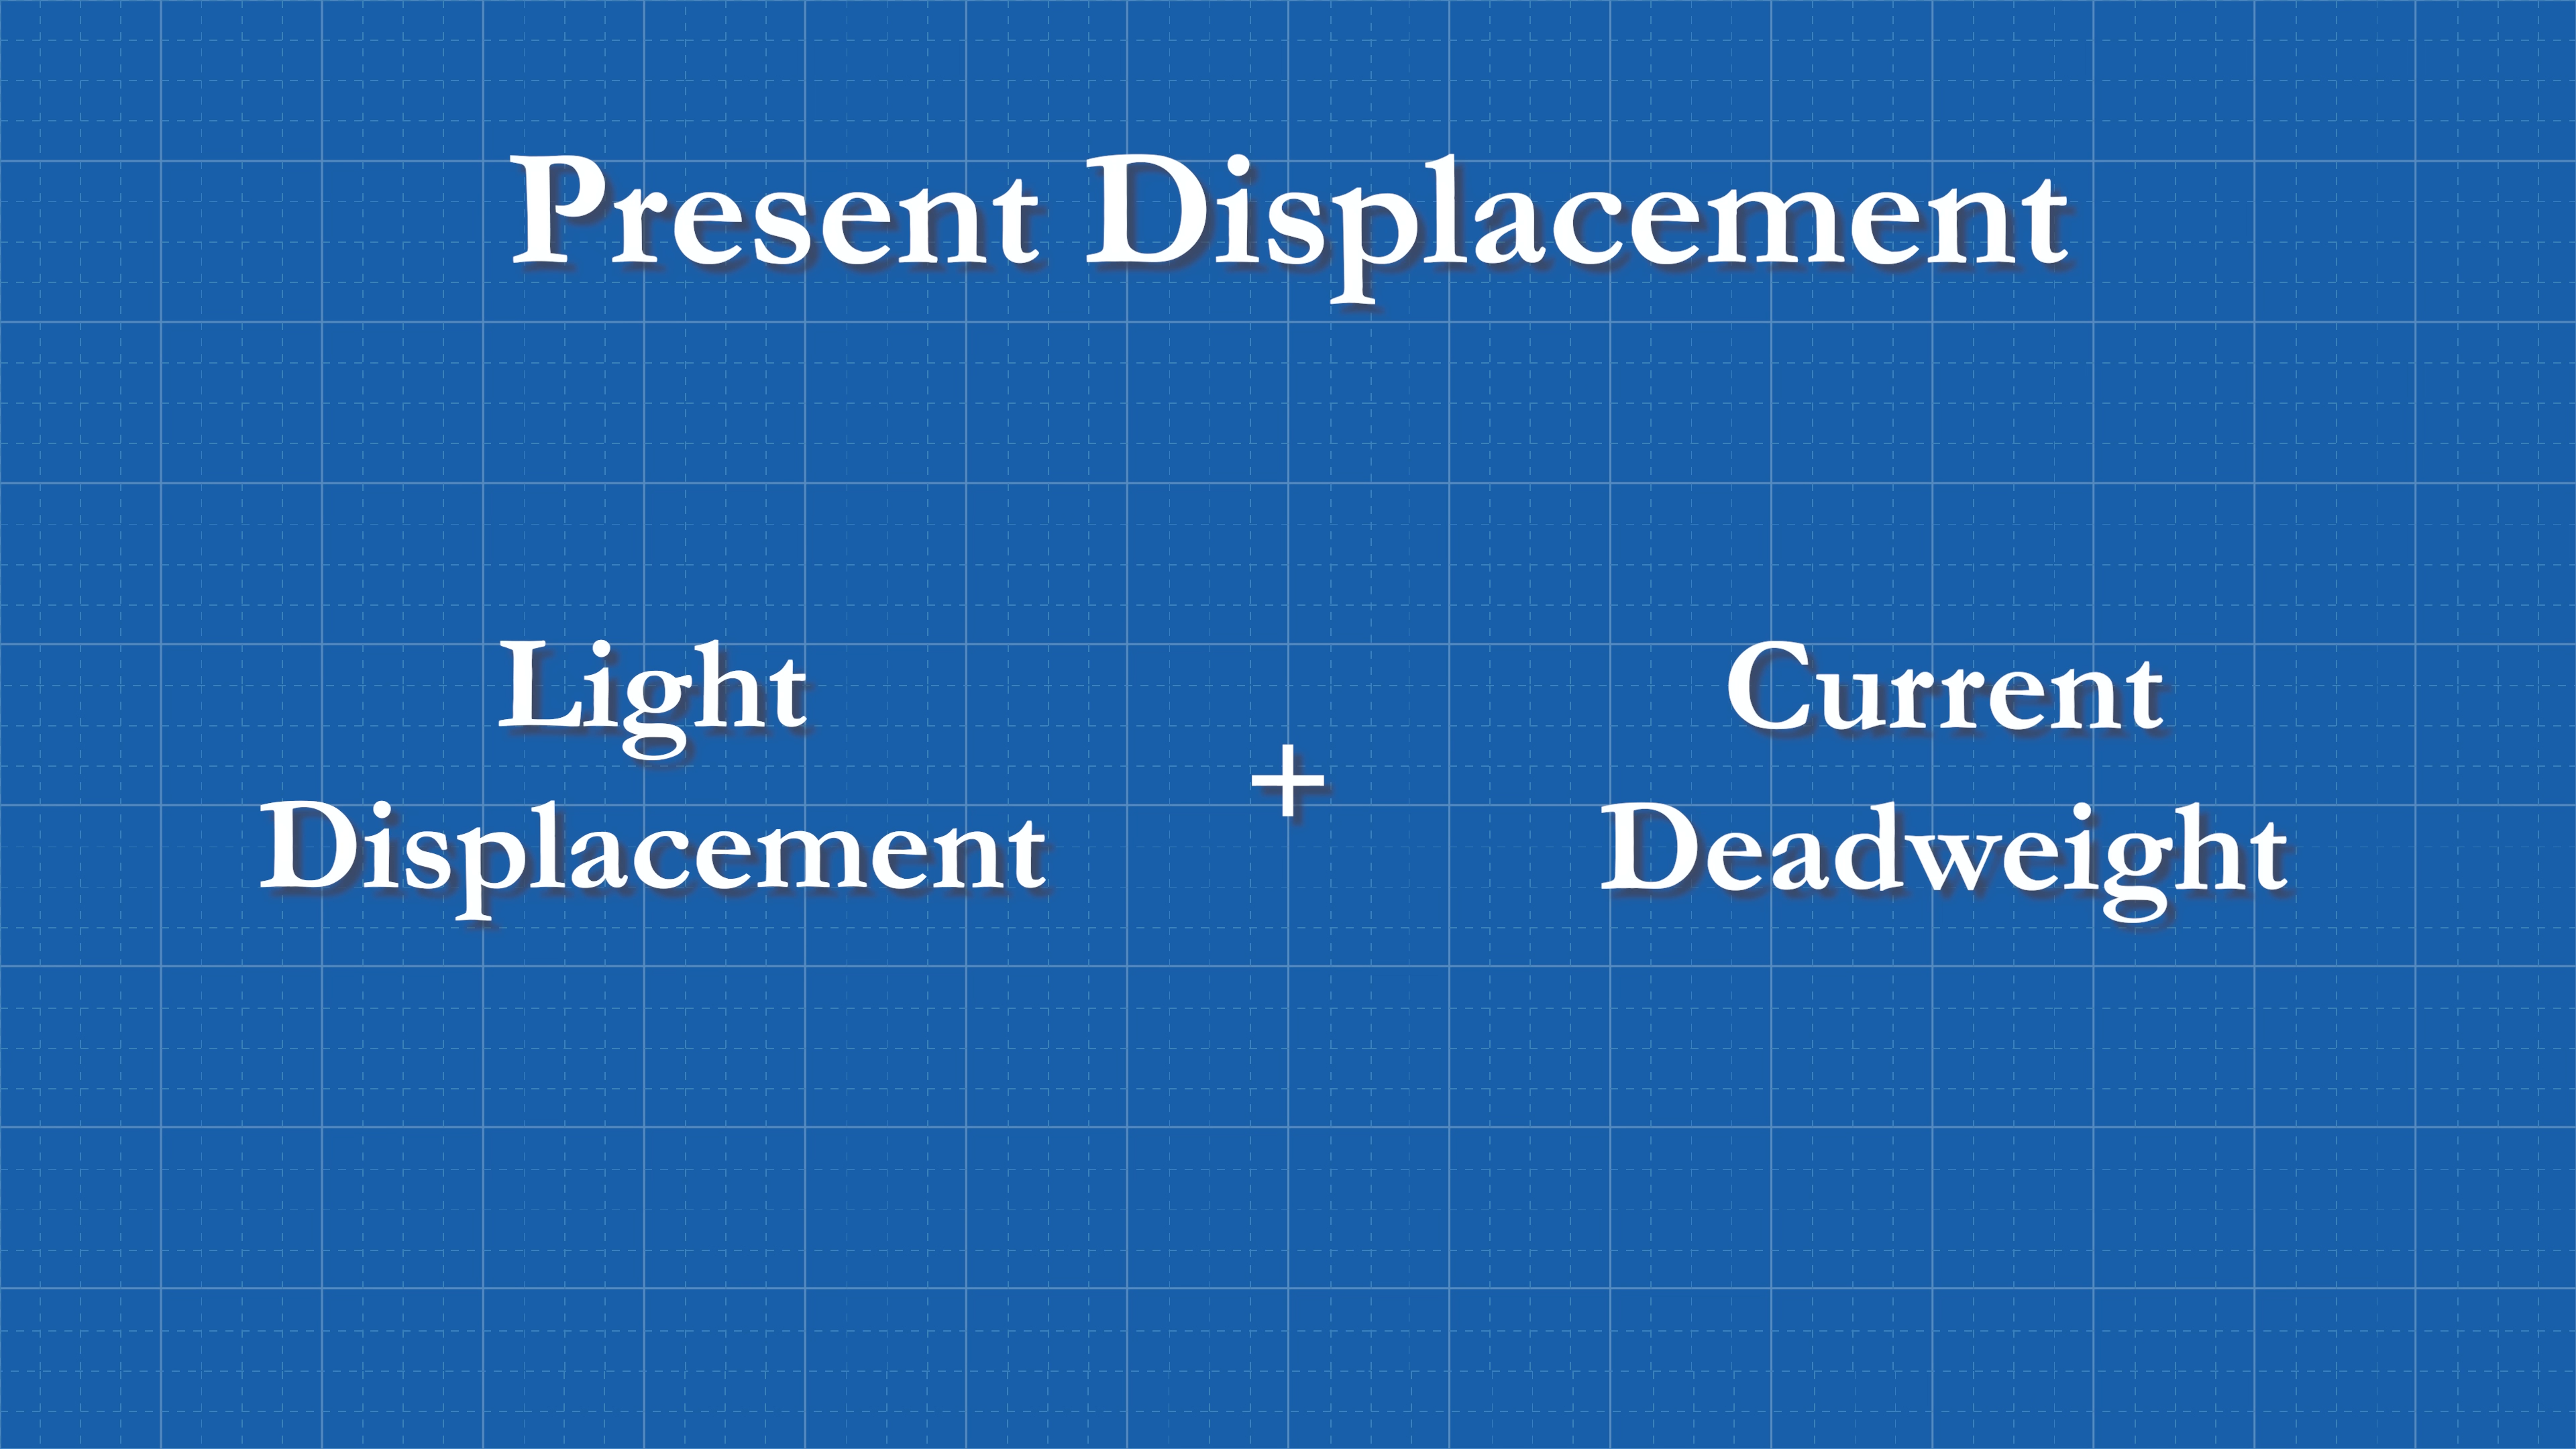 Present Displacement
Light
Displacement
+
Current
Deadweight